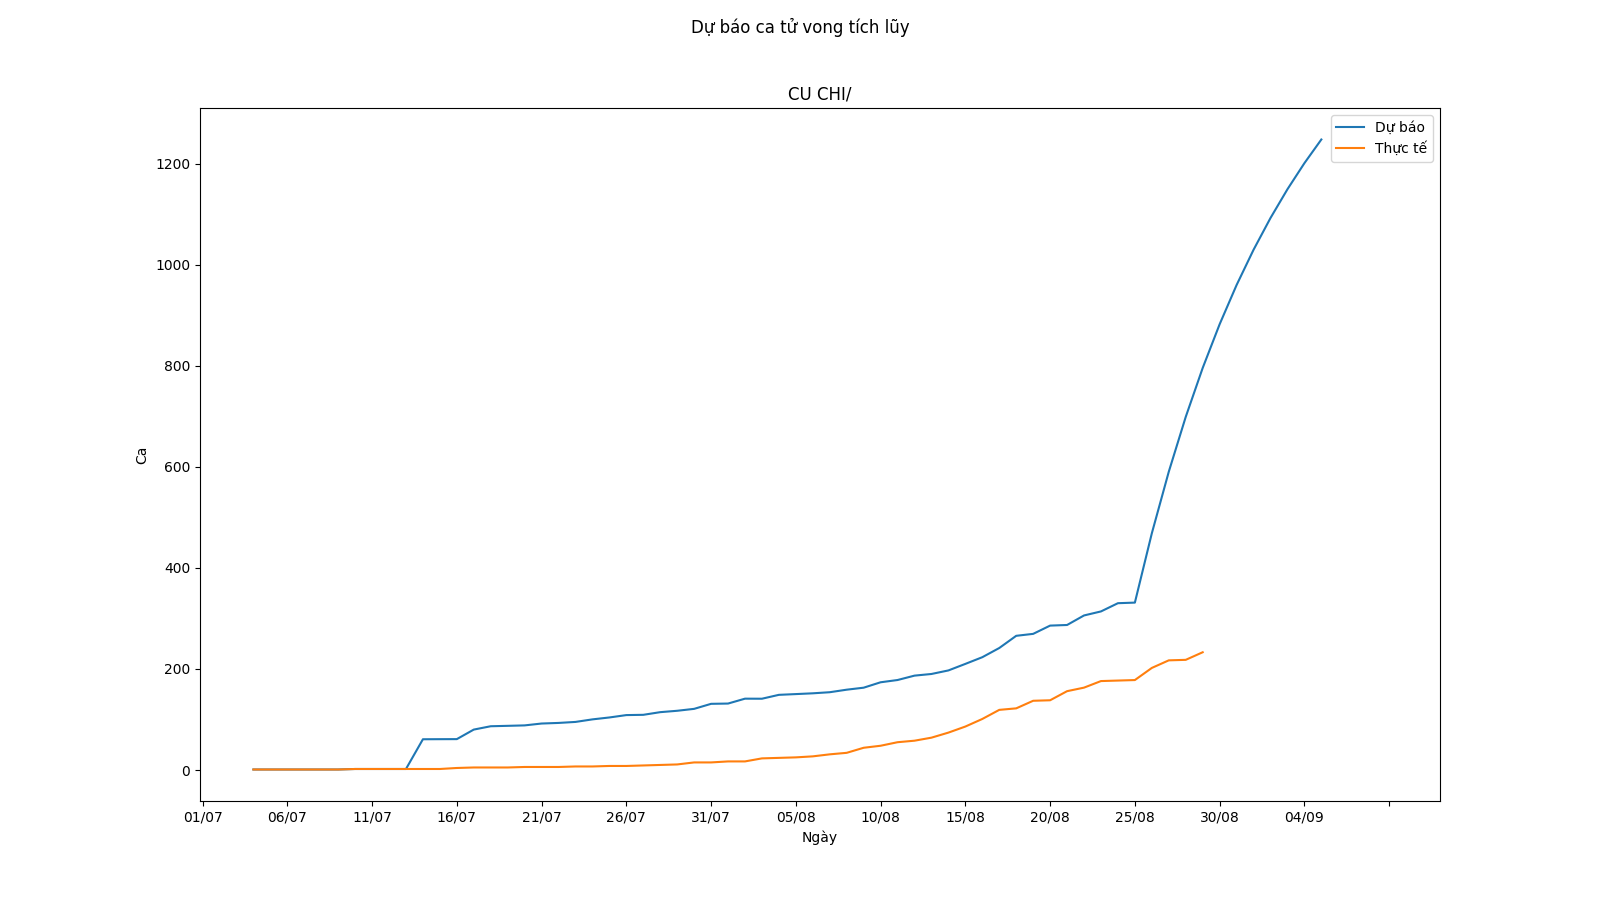 Dự báo ca tử vong tích lũy
CU CHI/
Dự báo
Thực tế
1200
1000
800
600
400
200
0
Ca
01/07 06/07 11/07 16/07 21/07 26/07 31/07 05/08 10/08 15/08 20/08 25/08 30/08 04/09
Ngày